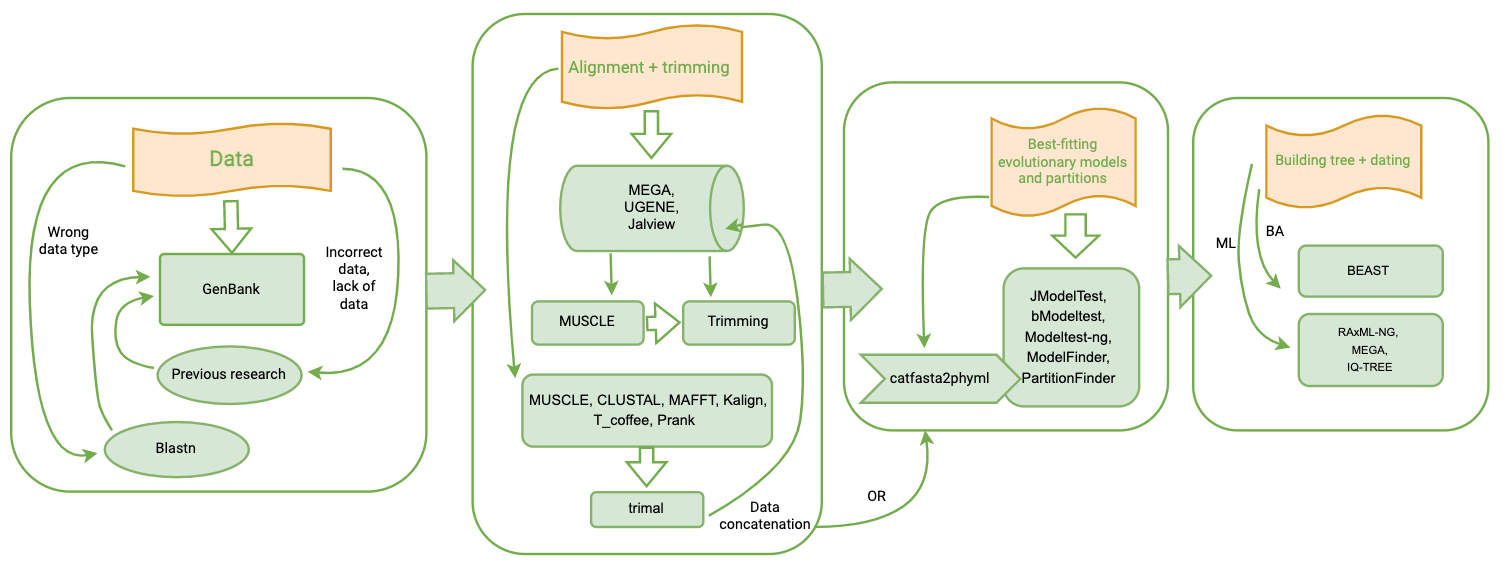 Data
Wrong
data type
Incorrect
data,
lack of
data
GenBank
Previous research
Blastn
Alignment + trimming
MEGA,
UGENE,
Jalview
MUSCLE
Trimming
MUSCLE, CLUSTAL, MAFFT, Kalign,
T_coffee, Prank
trimal
Data
concatenation
OR
Best-fitting
evolutionary models
and partitions
JModelTest,
bModeltest,
Modeltest-ng,
ModelFinder,
PartitionFinder
catfasta2phyml
Building tree + dating
ML
BA
BEAST
RAxML-NG,
MEGA,
IQ-TREE